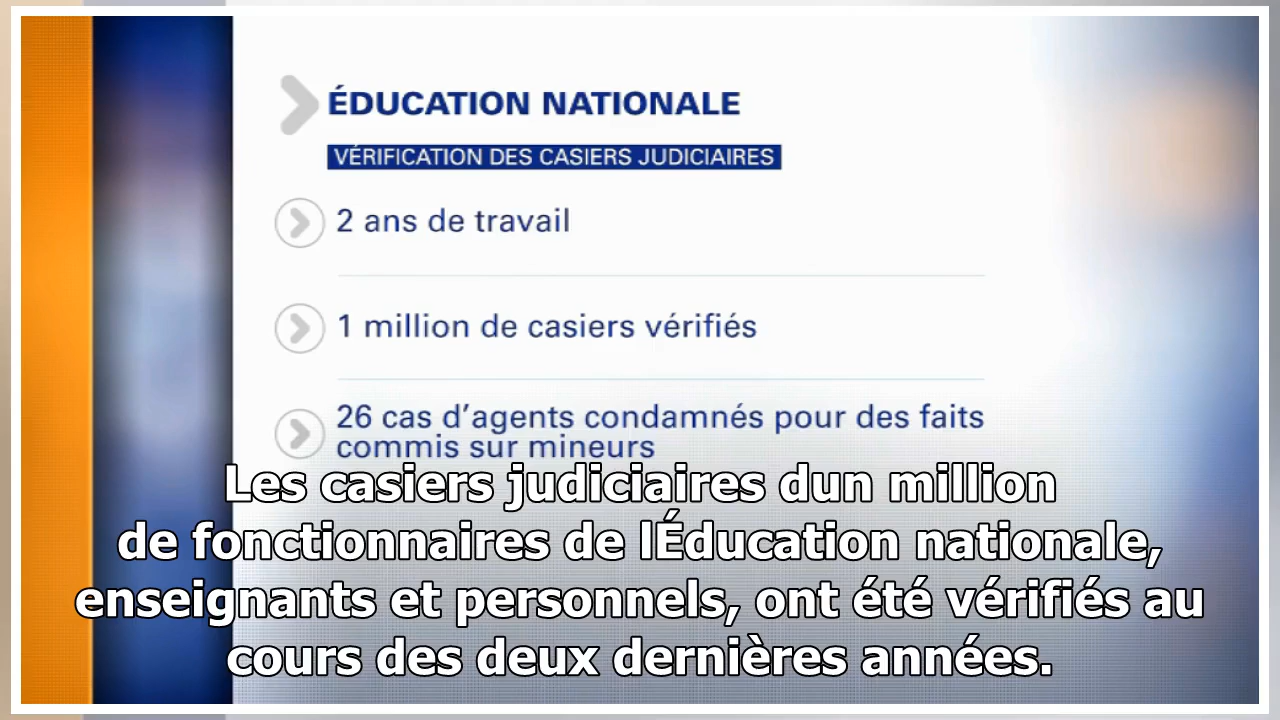 ÉDUCATION NATIONALE
VÉRIFICATION DES CASIERS JUDICIAIRES
2 ans de travail
1 million de casiers vérifiés
26 cas d’agents condamnés pour des faits
commis sur mineurs
Les casiers judiciaires dun million
de fonctionnaires de lÉducation nationale,
enseignants et personnels, ont été vérifiés au
cours des deux dernières années.